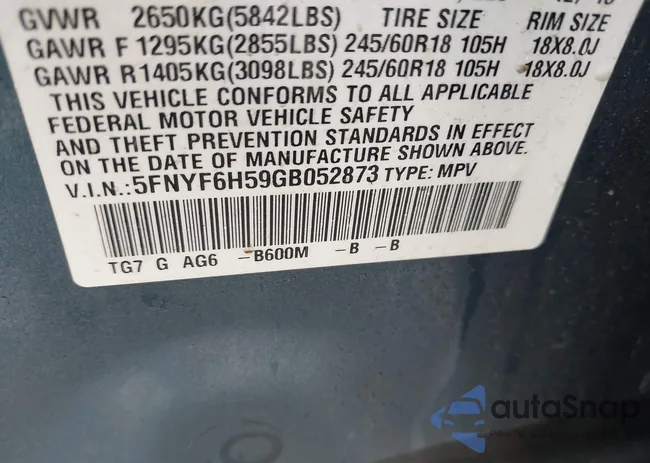 GVWR 2650KG(5842LBS) TIRE SIZE RIM SIZE
GAWR F 1295KG(2855LBS) 245/60R18 105H 18X8.0J
GAWR R1405KG(3098LBS) 245/60R18 105H 18X8.0J
THIS VEHICLE CONFORMS TO ALL APPLICABLE
FEDERAL MOTOR VEHICLE SAFETY
AND THEFT PREVENTION STANDARDS IN EFFECT
ON THE DATE OF MANUFACTURE SHOWN ABOVE.
V.I.N.:5FNYF6H59GB052873 TYPE: MPV
TG7 G AG6 -B600M -B -B
autoSnap